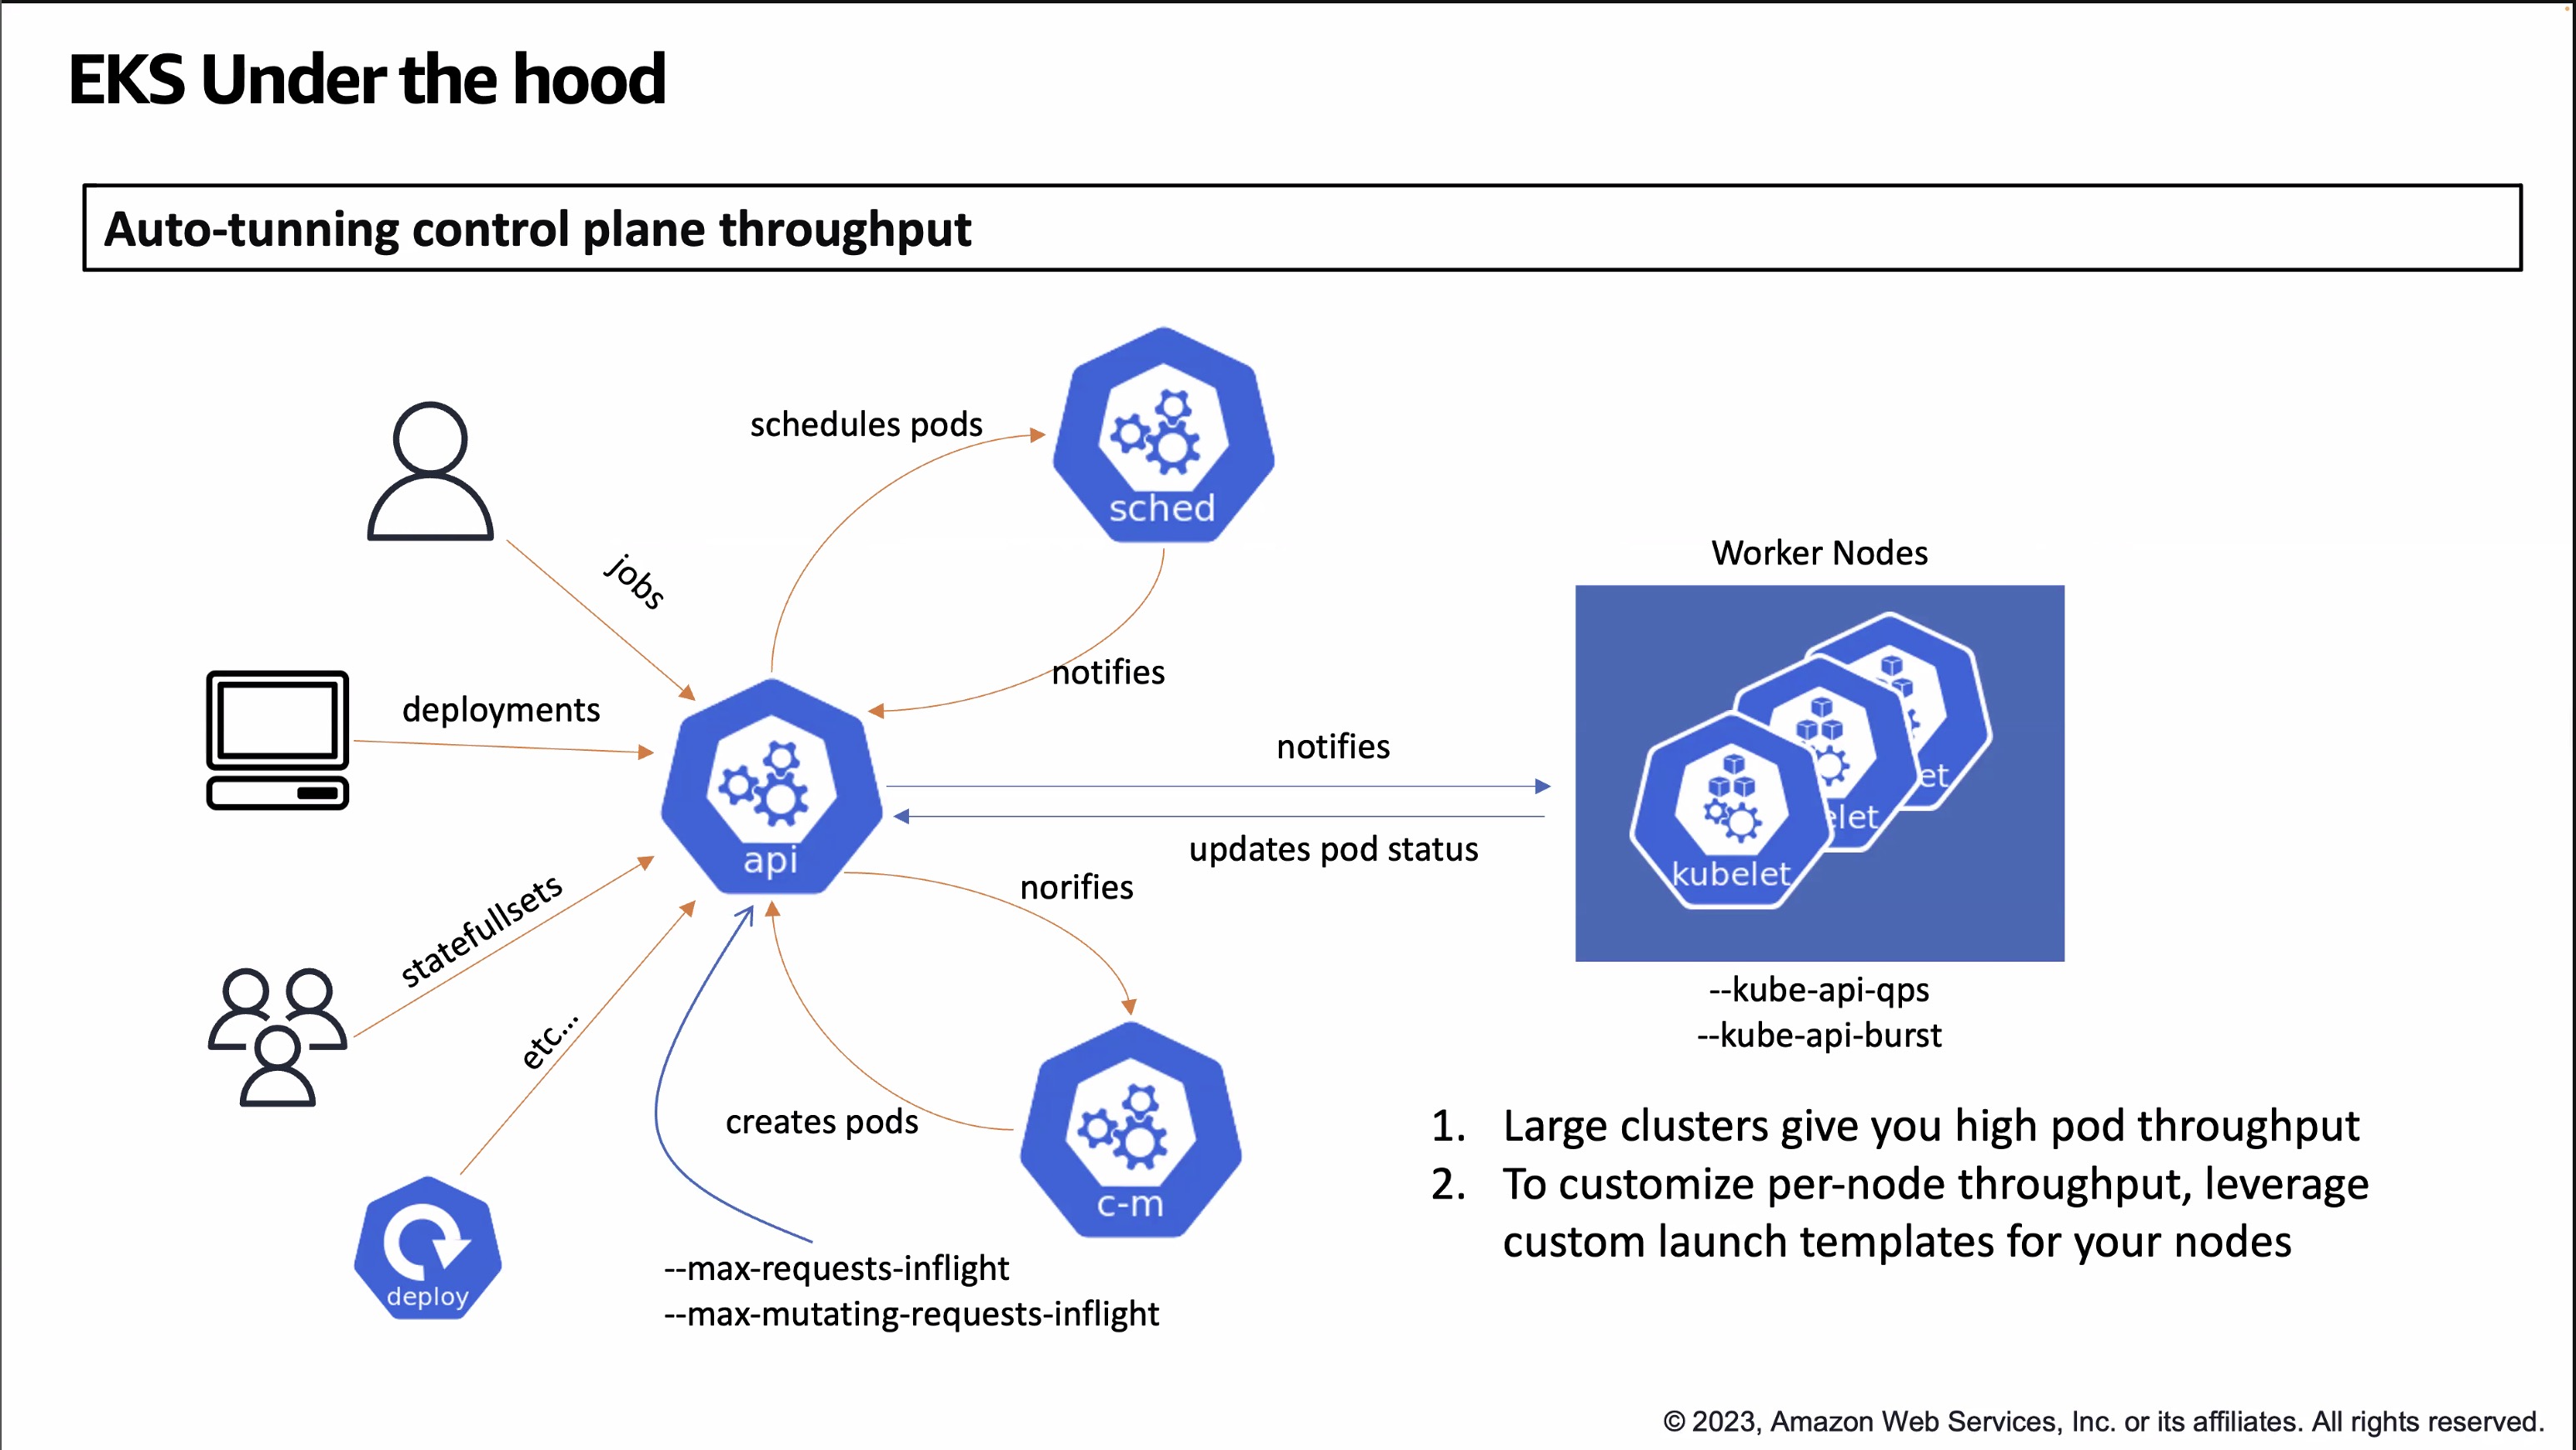 EKS Under the hood
Auto-tunning control plane throughput
schedules pods
sched
jobs
notifies
deployments
api
Worker Nodes
notifies
updates pod status
et
elet
kubelet
--kube-api-qps
--kube-api-burst
statefullsets
norifies
etc...
creates pods
c-m
deploy
--max-requests-inflight
--max-mutating-requests-inflight
1. Large clusters give you high pod throughput
2. To customize per-node throughput, leverage
custom launch templates for your nodes
© 2023, Amazon Web Services, Inc. or its affiliates. All rights reserved.